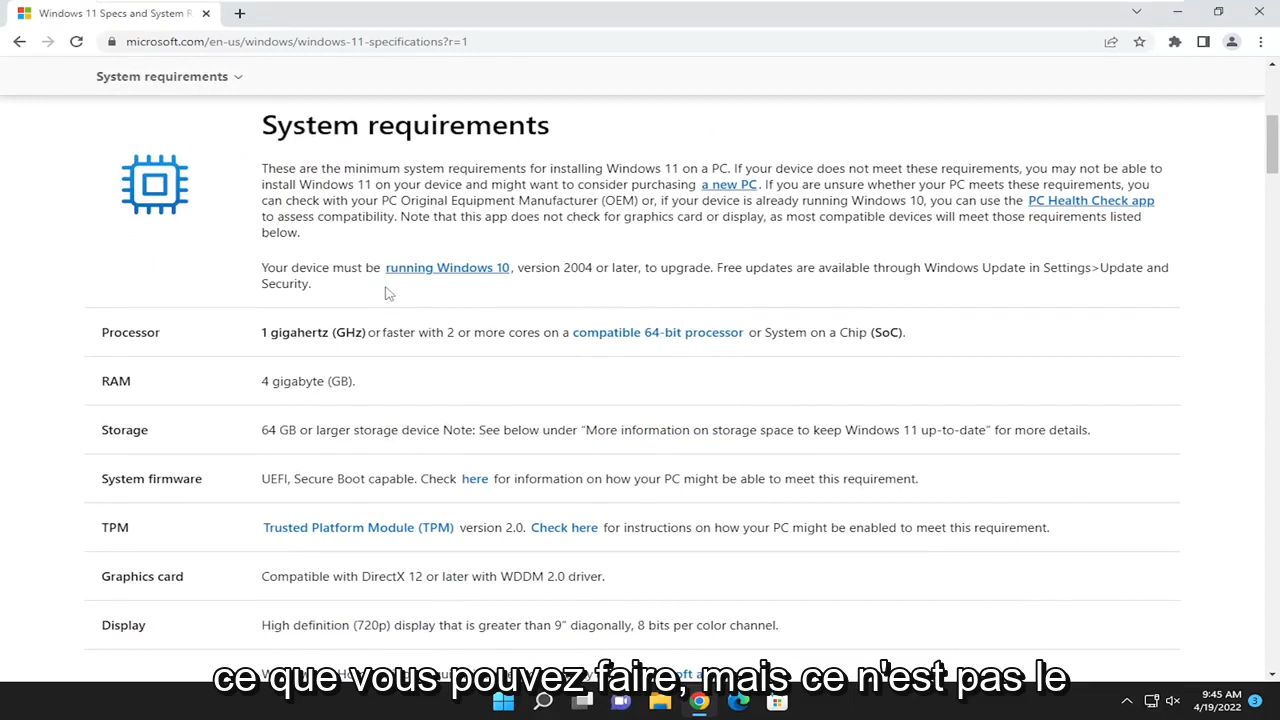 Windows 11 Specs and System R
microsoft.com/en-us/windows/windows-11-specifications?r=1
System requirements
System requirements
These are the minimum system requirements for installing Windows 11 on a PC. If your device does not meet these requirements, you may not be able to
install Windows 11 on your device and might want to consider purchasing a new PC. If you are unsure whether your PC meets these requirements, you
can check with your PC Original Equipment Manufacturer (OEM) or, if your device is already running Windows 10, you can use the PC Health Check app
to assess compatibility. Note that this app does not check for graphics card or display, as most compatible devices will meet those requirements listed
below.
Your device must be running Windows 10, version 2004 or later, to upgrade. Free updates are available through Windows Update in Settings>Update and
Security.
Processor 1 gigahertz (GHz) or faster with 2 or more cores on a compatible 64-bit processor or System on a Chip (SoC).
RAM 4 gigabyte (GB).
Storage 64 GB or larger storage device Note: See below under “More information on storage space to keep Windows 11 up-to-date” for more details.
System firmware UEFI, Secure Boot capable. Check here for information on how your PC might be able to meet this requirement.
TPM Trusted Platform Module (TPM) version 2.0. Check here for instructions on how your PC might be enabled to meet this requirement.
Graphics card Compatible with DirectX 12 or later with WDDM 2.0 driver.
Display High definition (720p) display that is greater than 9” diagonally, 8 bits per color channel.
ce que vous pouvez faire, mais ce n'est pas le
9:45 AM
4/19/2022
3